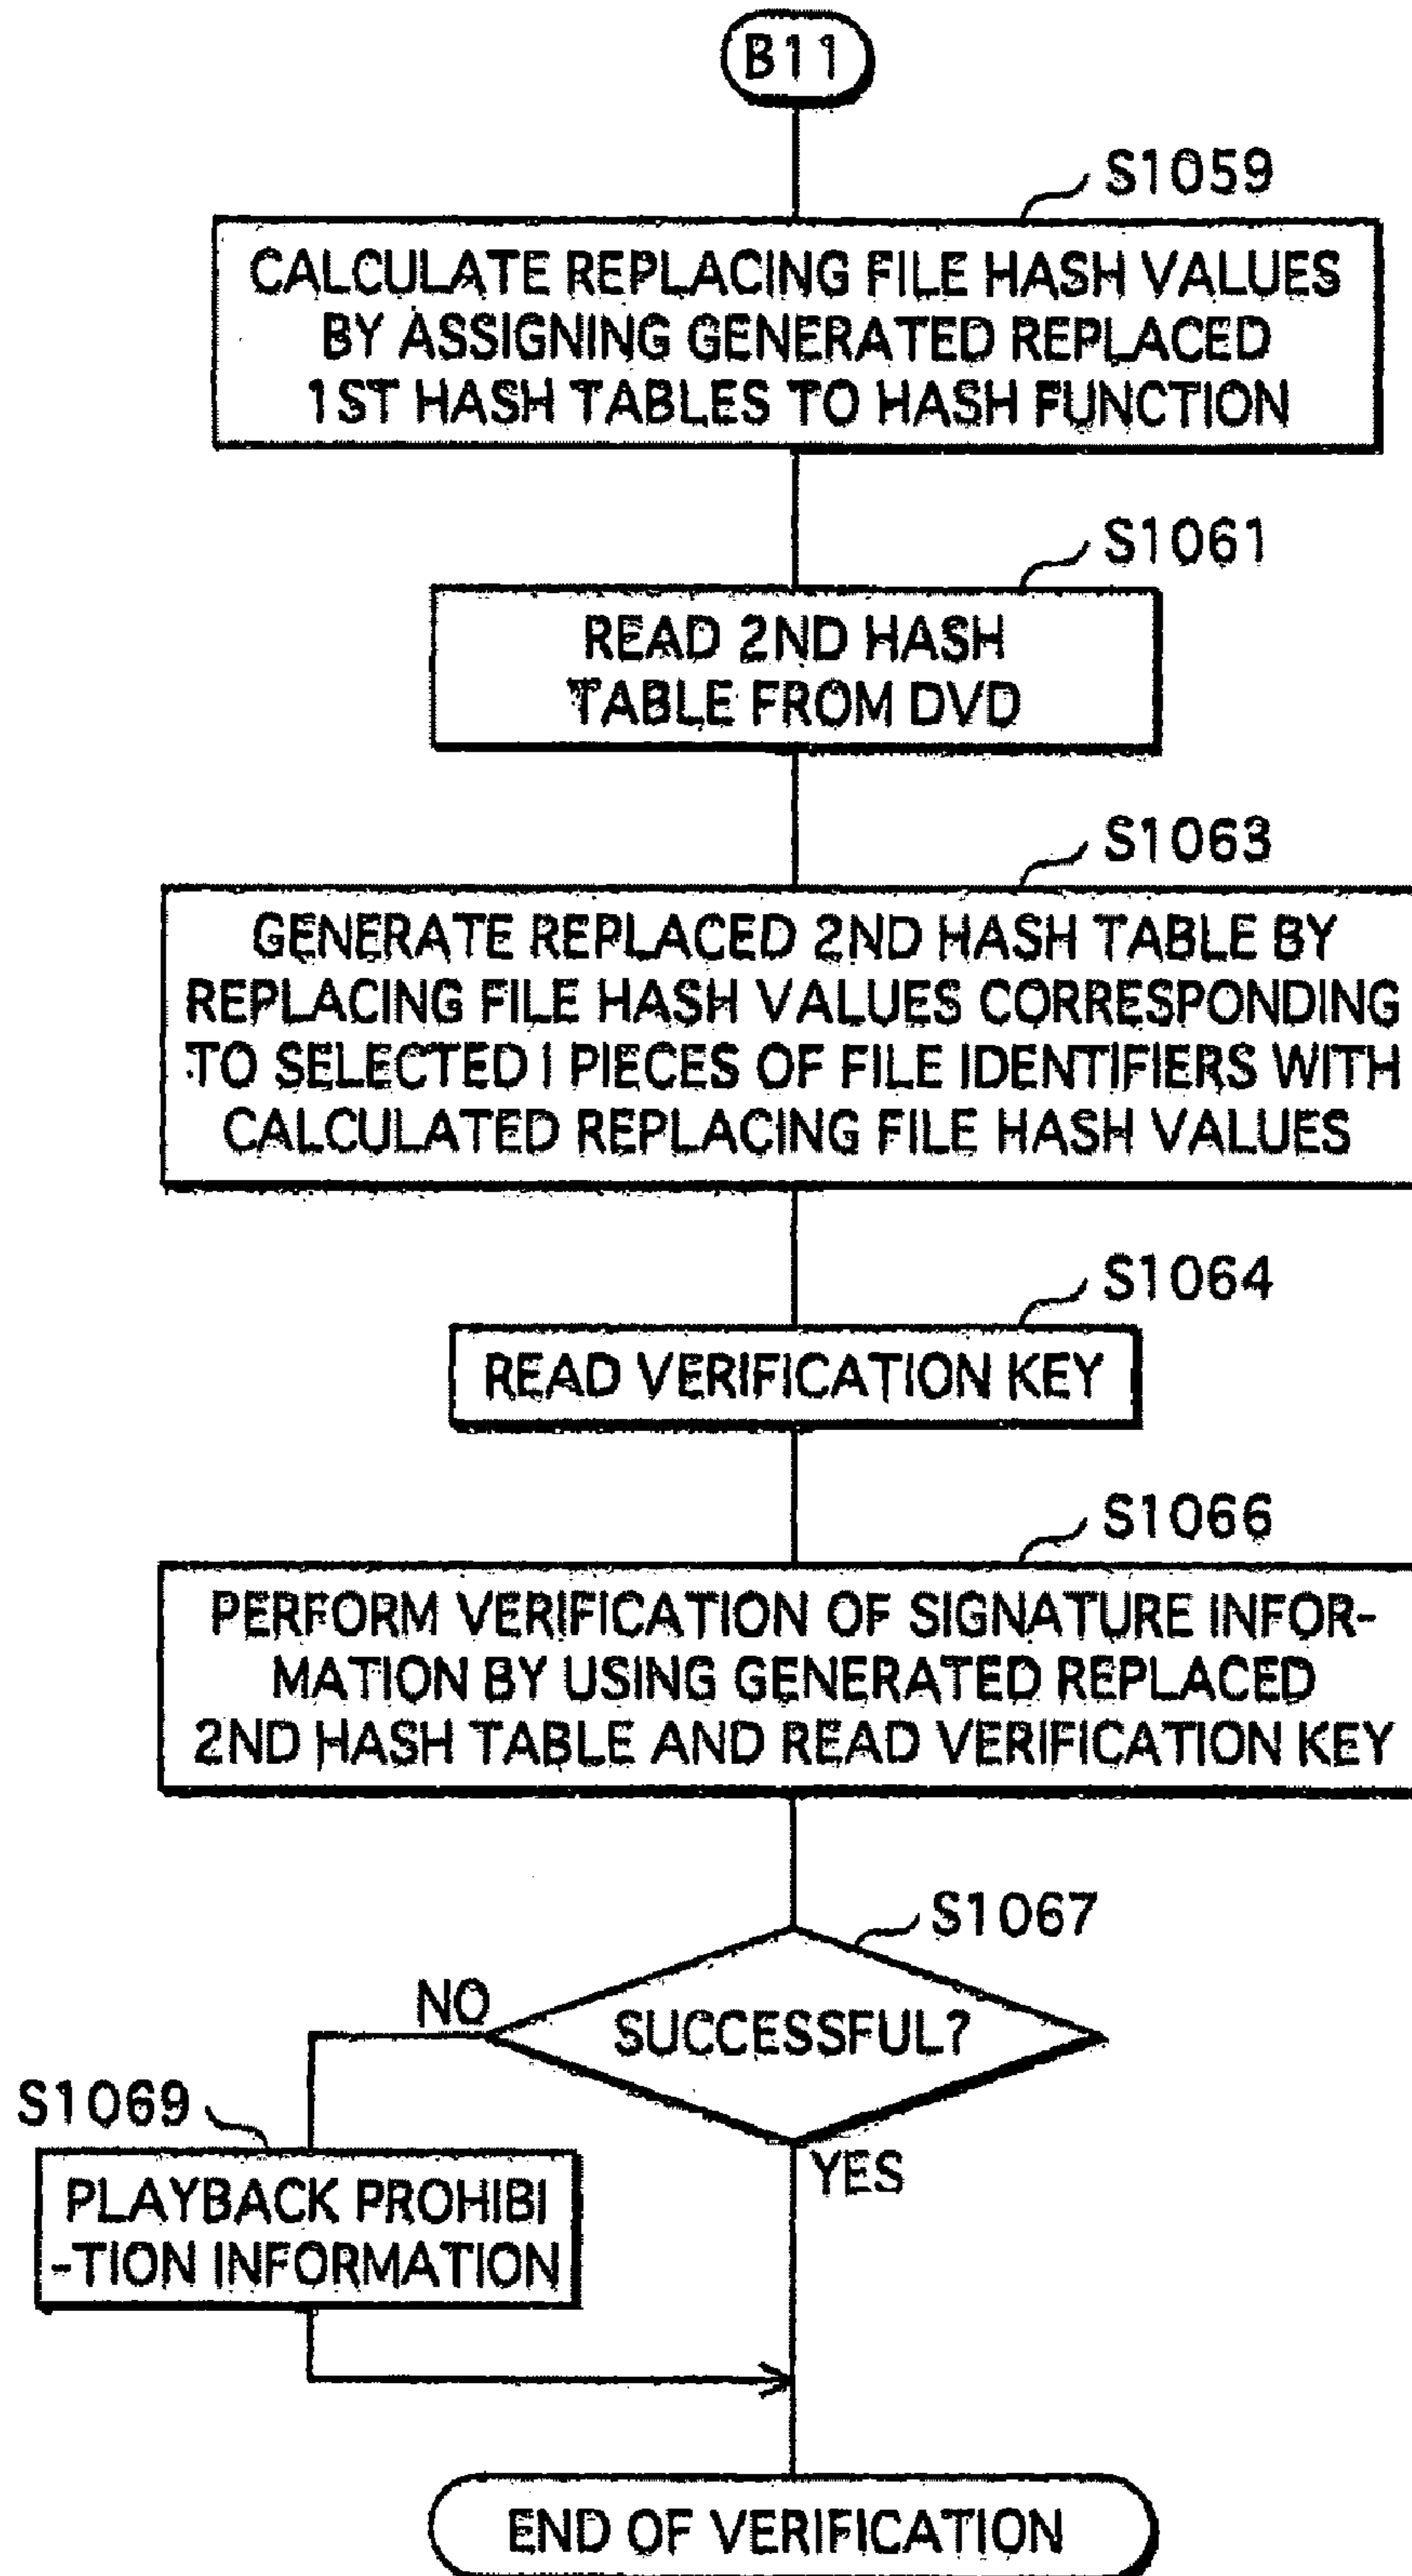 B11
S1059
CALCULATE REPLACING FILE HASH VALUES
BY ASSIGNING GENERATED REPLACED
1ST HASH TABLES TO HASH FUNCTION
S1061
READ 2ND HASH
TABLE FROM DVD
S1063
GENERATE REPLACED 2ND HASH TABLE BY
REPLACING FILE HASH VALUES CORRESPONDING
TO SELECTED I PIECES OF FILE IDENTIFIERS WITH
CALCULATED REPLACING FILE HASH VALUES
S1064
READ VERIFICATION KEY
S1066
PERFORM VERIFICATION OF SIGNATURE INFOR-
MATION BY USING GENERATED REPLACED
2ND HASH TABLE AND READ VERIFICATION KEY
S1067
NO
SUCCESSFUL?
S1069
YES
PLAYBACK PROHIBI
-TION INFORMATION
END OF VERIFICATION